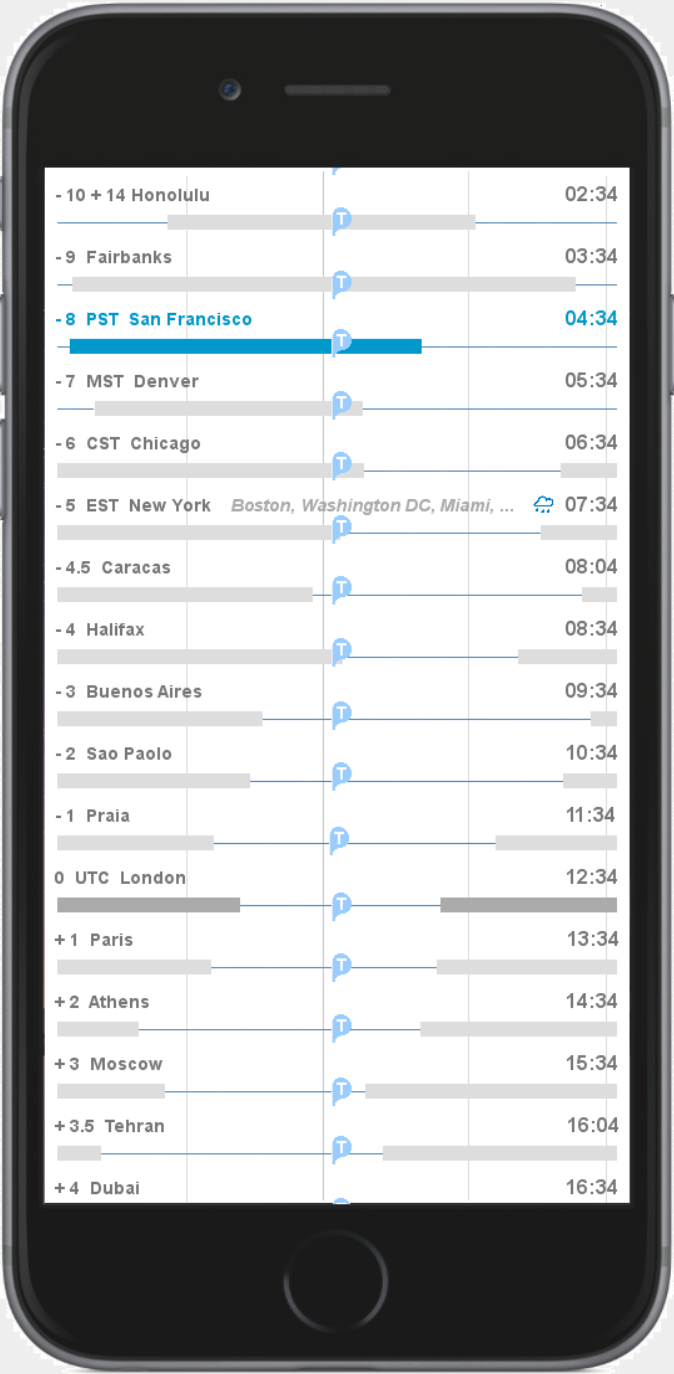 - 10 + 14 Honolulu 02:34
T
- 9 Fairbanks 03:34
T
- 8 PST San Francisco 04:34
T
- 7 MST Denver 05:34
T
- 6 CST Chicago 06:34
T
- 5 EST New York Boston, Washington DC, Miami, ... 07:34
T
- 4.5 Caracas 08:04
T
- 4 Halifax 08:34
T
- 3 Buenos Aires 09:34
T
- 2 Sao Paolo 10:34
T
- 1 Praia 11:34
T
0 UTC London 12:34
T
+ 1 Paris 13:34
T
+ 2 Athens 14:34
T
+ 3 Moscow 15:34
T
+ 3.5 Tehran 16:04
T
+ 4 Dubai 16:34